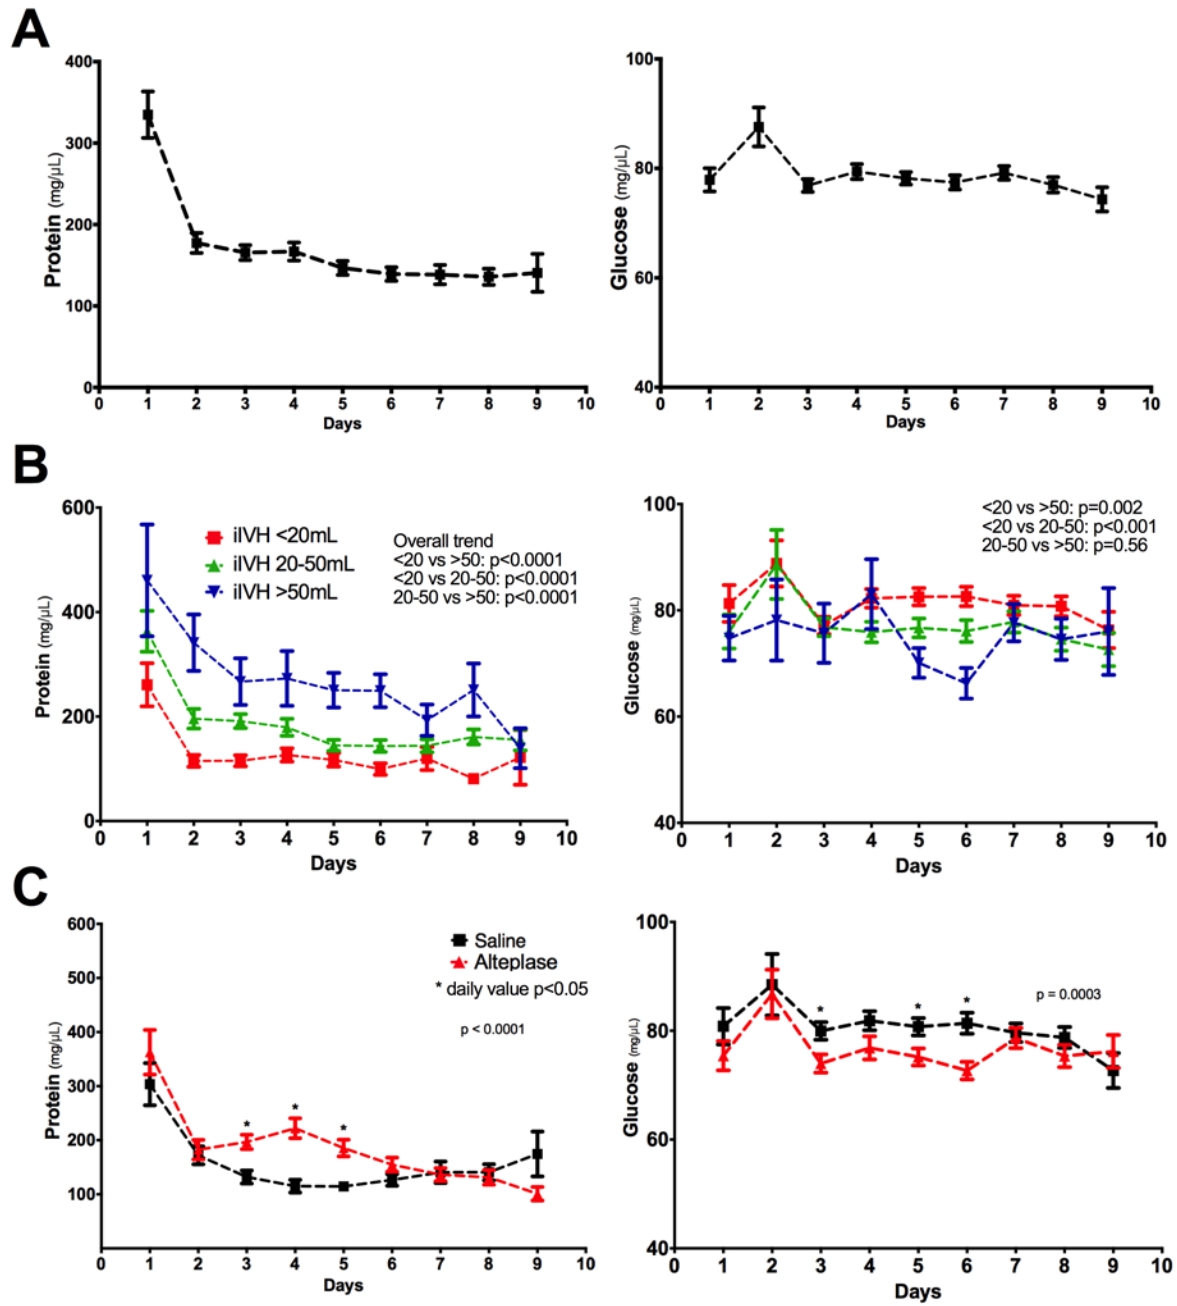 A
400
300
200
100
0
Protein (mg/µL)
0 1 2 3 4 5 6 7 8 9 10
Days
100
80
60
40
Glucose (mg/µL)
0 1 2 3 4 5 6 7 8 9 10
Days
B
600
400
200
0
Protein (mg/µL)
iIVH <20mL
iIVH 20-50mL
iIVH >50mL
Overall trend
<20 vs >50: p<0.0001
<20 vs 20-50: p<0.0001
20-50 vs >50: p<0.0001
0 1 2 3 4 5 6 7 8 9 10
Days
100
80
60
40
Glucose (mg/µL)
<20 vs >50: p=0.002
<20 vs 20-50: p<0.001
20-50 vs >50: p=0.56
0 1 2 3 4 5 6 7 8 9 10
Days
C
600
500
400
300
200
100
Protein (mg/µL)
Saline
Alteplase
* daily value p<0.05
p < 0.0001
* * *
0 1 2 3 4 5 6 7 8 9 10
Days
100
80
60
40
Glucose (mg/µL)
* * *
p = 0.0003
0 1 2 3 4 5 6 7 8 9 10
Days